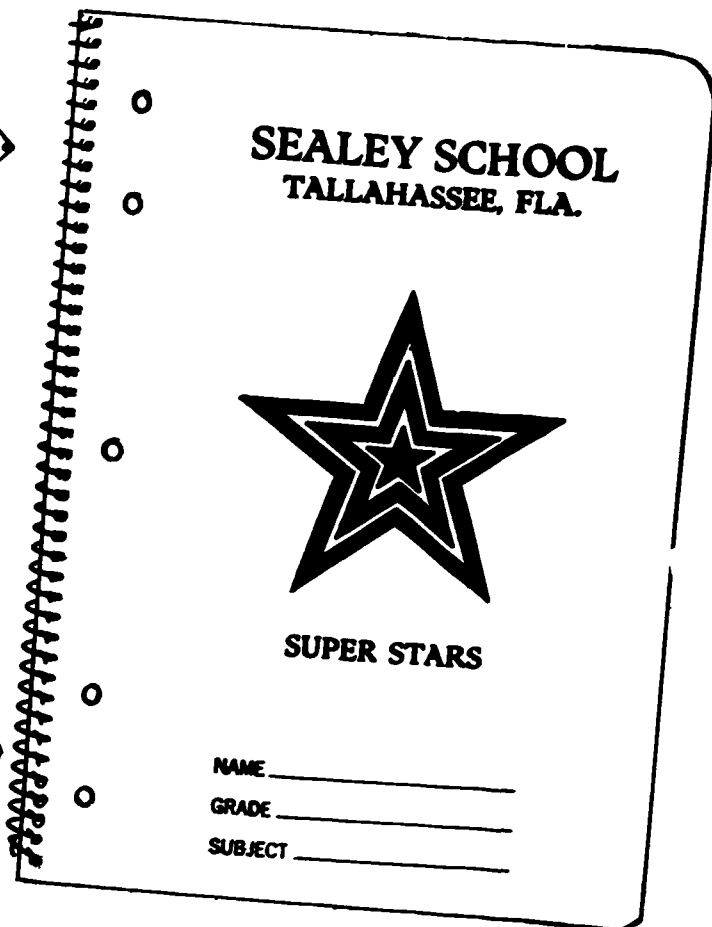 SEALEY SCHOOL
TALLAHASSEE, FLA.
SUPER STARS
NAME
GRADE
SUBJECT